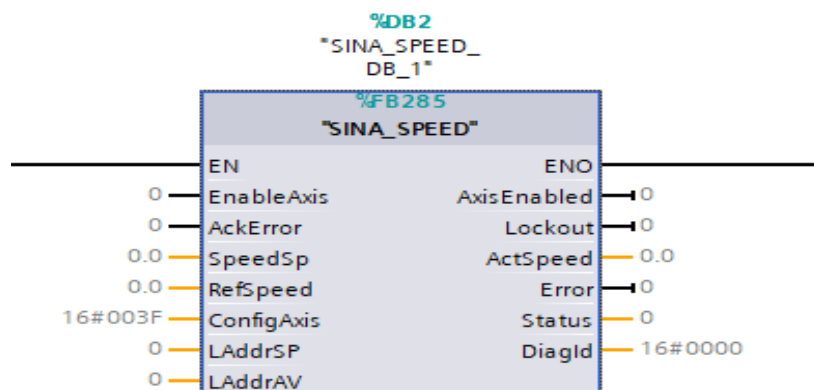 %DB2
"SINA_SPEED_
DB_1"
%FB285
"SINA_SPEED"
EN ENO
0 EnableAxis AxisEnabled 0
0 AckError Lockout 0
0.0 SpeedSp ActSpeed 0.0
0.0 RefSpeed Error 0
16#003F ConfigAxis Status 0
0 LAddrSP DiagId 16#0000
0 LAddrAV